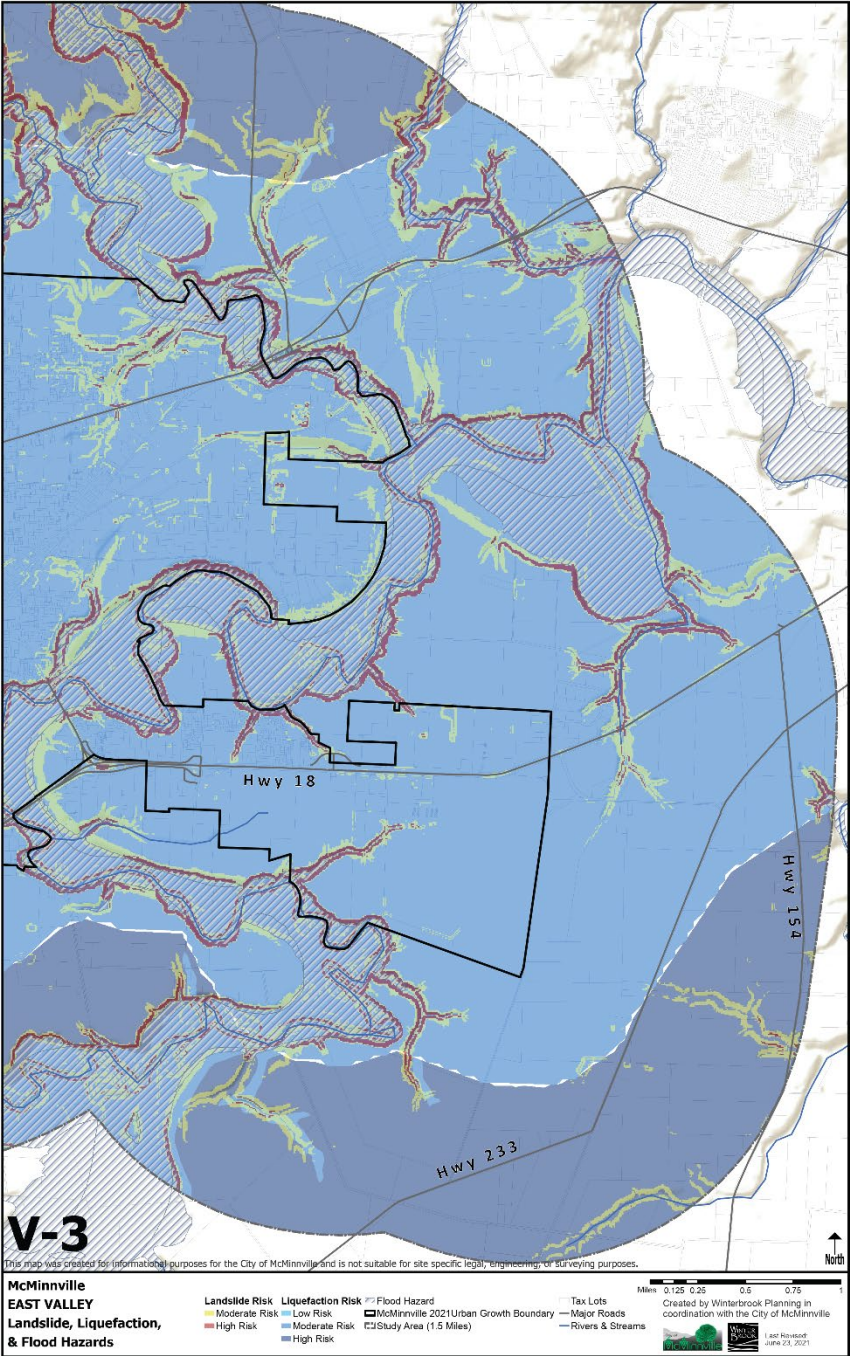 Hwy 18
Hwy 154
Hwy 233
V-3
This map was created for informational purposes for the City of McMinnville and is not suitable for site specific legal, engineering, or surveying purposes.
North
McMinnville
EAST VALLEY
Landslide, Liquefaction,
& Flood Hazards
Landslide Risk
Moderate Risk
High Risk
Liquefaction Risk
Low Risk
Moderate Risk
High Risk
Flood Hazard
McMinnville 2021Urban Growth Boundary
Study Area (1.5 Miles)
Tax Lots
Major Roads
Rivers & Streams
Miles 0.125 0.25 0.5 0.75 1
Created by Winterbrook Planning in
coordination with the City of McMinnville
McMinnville
WINTER
BROOK
Last Revised:
June 23, 2021